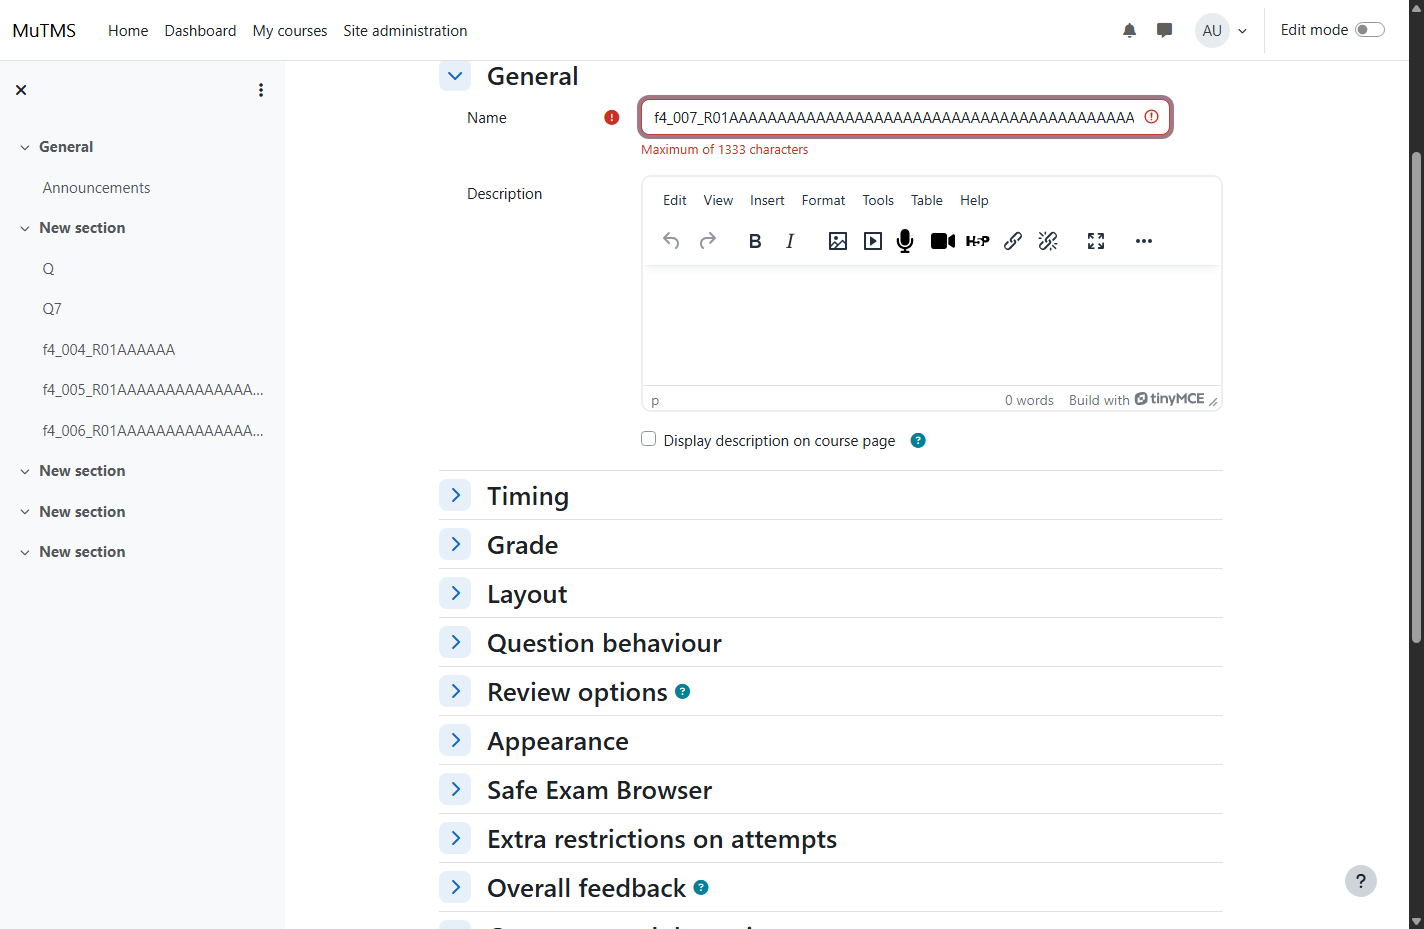 MuTMS Home Dashboard My courses Site administration AU Edit mode
General
Announcements
New section
Q
Q7
f4_004_R01AAAAAA
f4_005_R01AAAAAAAAAAAAAA...
f4_006_R01AAAAAAAAAAAAAA...
New section
New section
New section
General
Name
f4_007_R01AAAAAAAAAAAAAAAAAAAAAAAAAAAAAAAAAAAAAAAAAA
Maximum of 1333 characters
Description
Edit View Insert Format Tools Table Help
B I H5P
p 0 words Build with tinyMCE
Display description on course page ?
Timing
Grade
Layout
Question behaviour
Review options ?
Appearance
Safe Exam Browser
Extra restrictions on attempts
Overall feedback ?
?